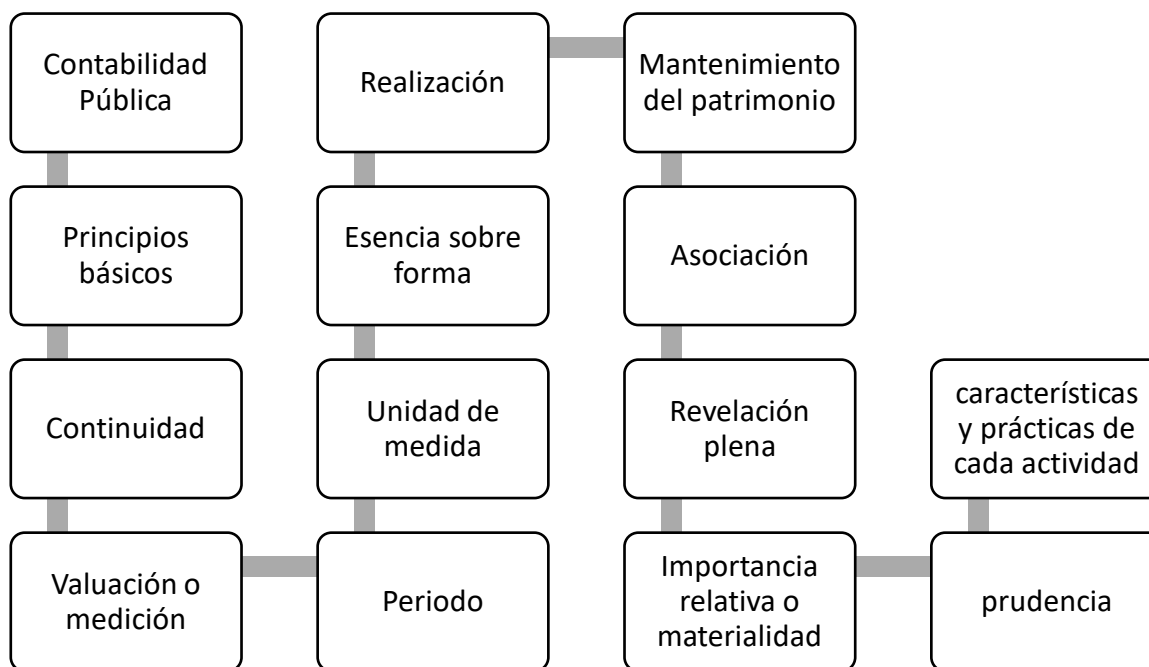 Contabilidad
Pública
Principios
básicos
Continuidad
Valuación o
medición
Periodo
Unidad de
medida
Esencia sobre
forma
Realización
Mantenimiento
del patrimonio
Asociación
Revelación
plena
Importancia
relativa o
materialidad
prudencia
características
y prácticas de
cada actividad